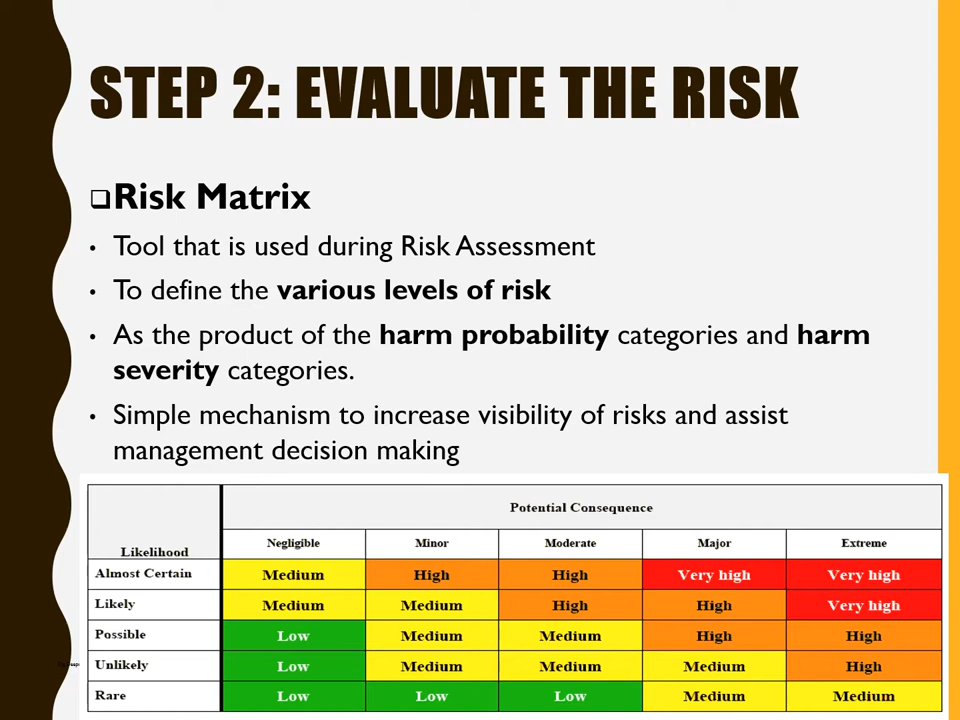 STEP 2: EVALUATE THE RISK
Risk Matrix
• Tool that is used during Risk Assessment
• To define the various levels of risk
• As the product of the harm probability categories and harm
severity categories.
• Simple mechanism to increase visibility of risks and assist
management decision making
Likelihood Potential Consequence
Negligible Minor Moderate Major Extreme
Almost Certain Medium High High Very high Very high
Likely Medium Medium High High Very high
Possible Low Medium Medium High High
Unlikely Low Medium Medium Medium High
Rare Low Low Low Medium Medium